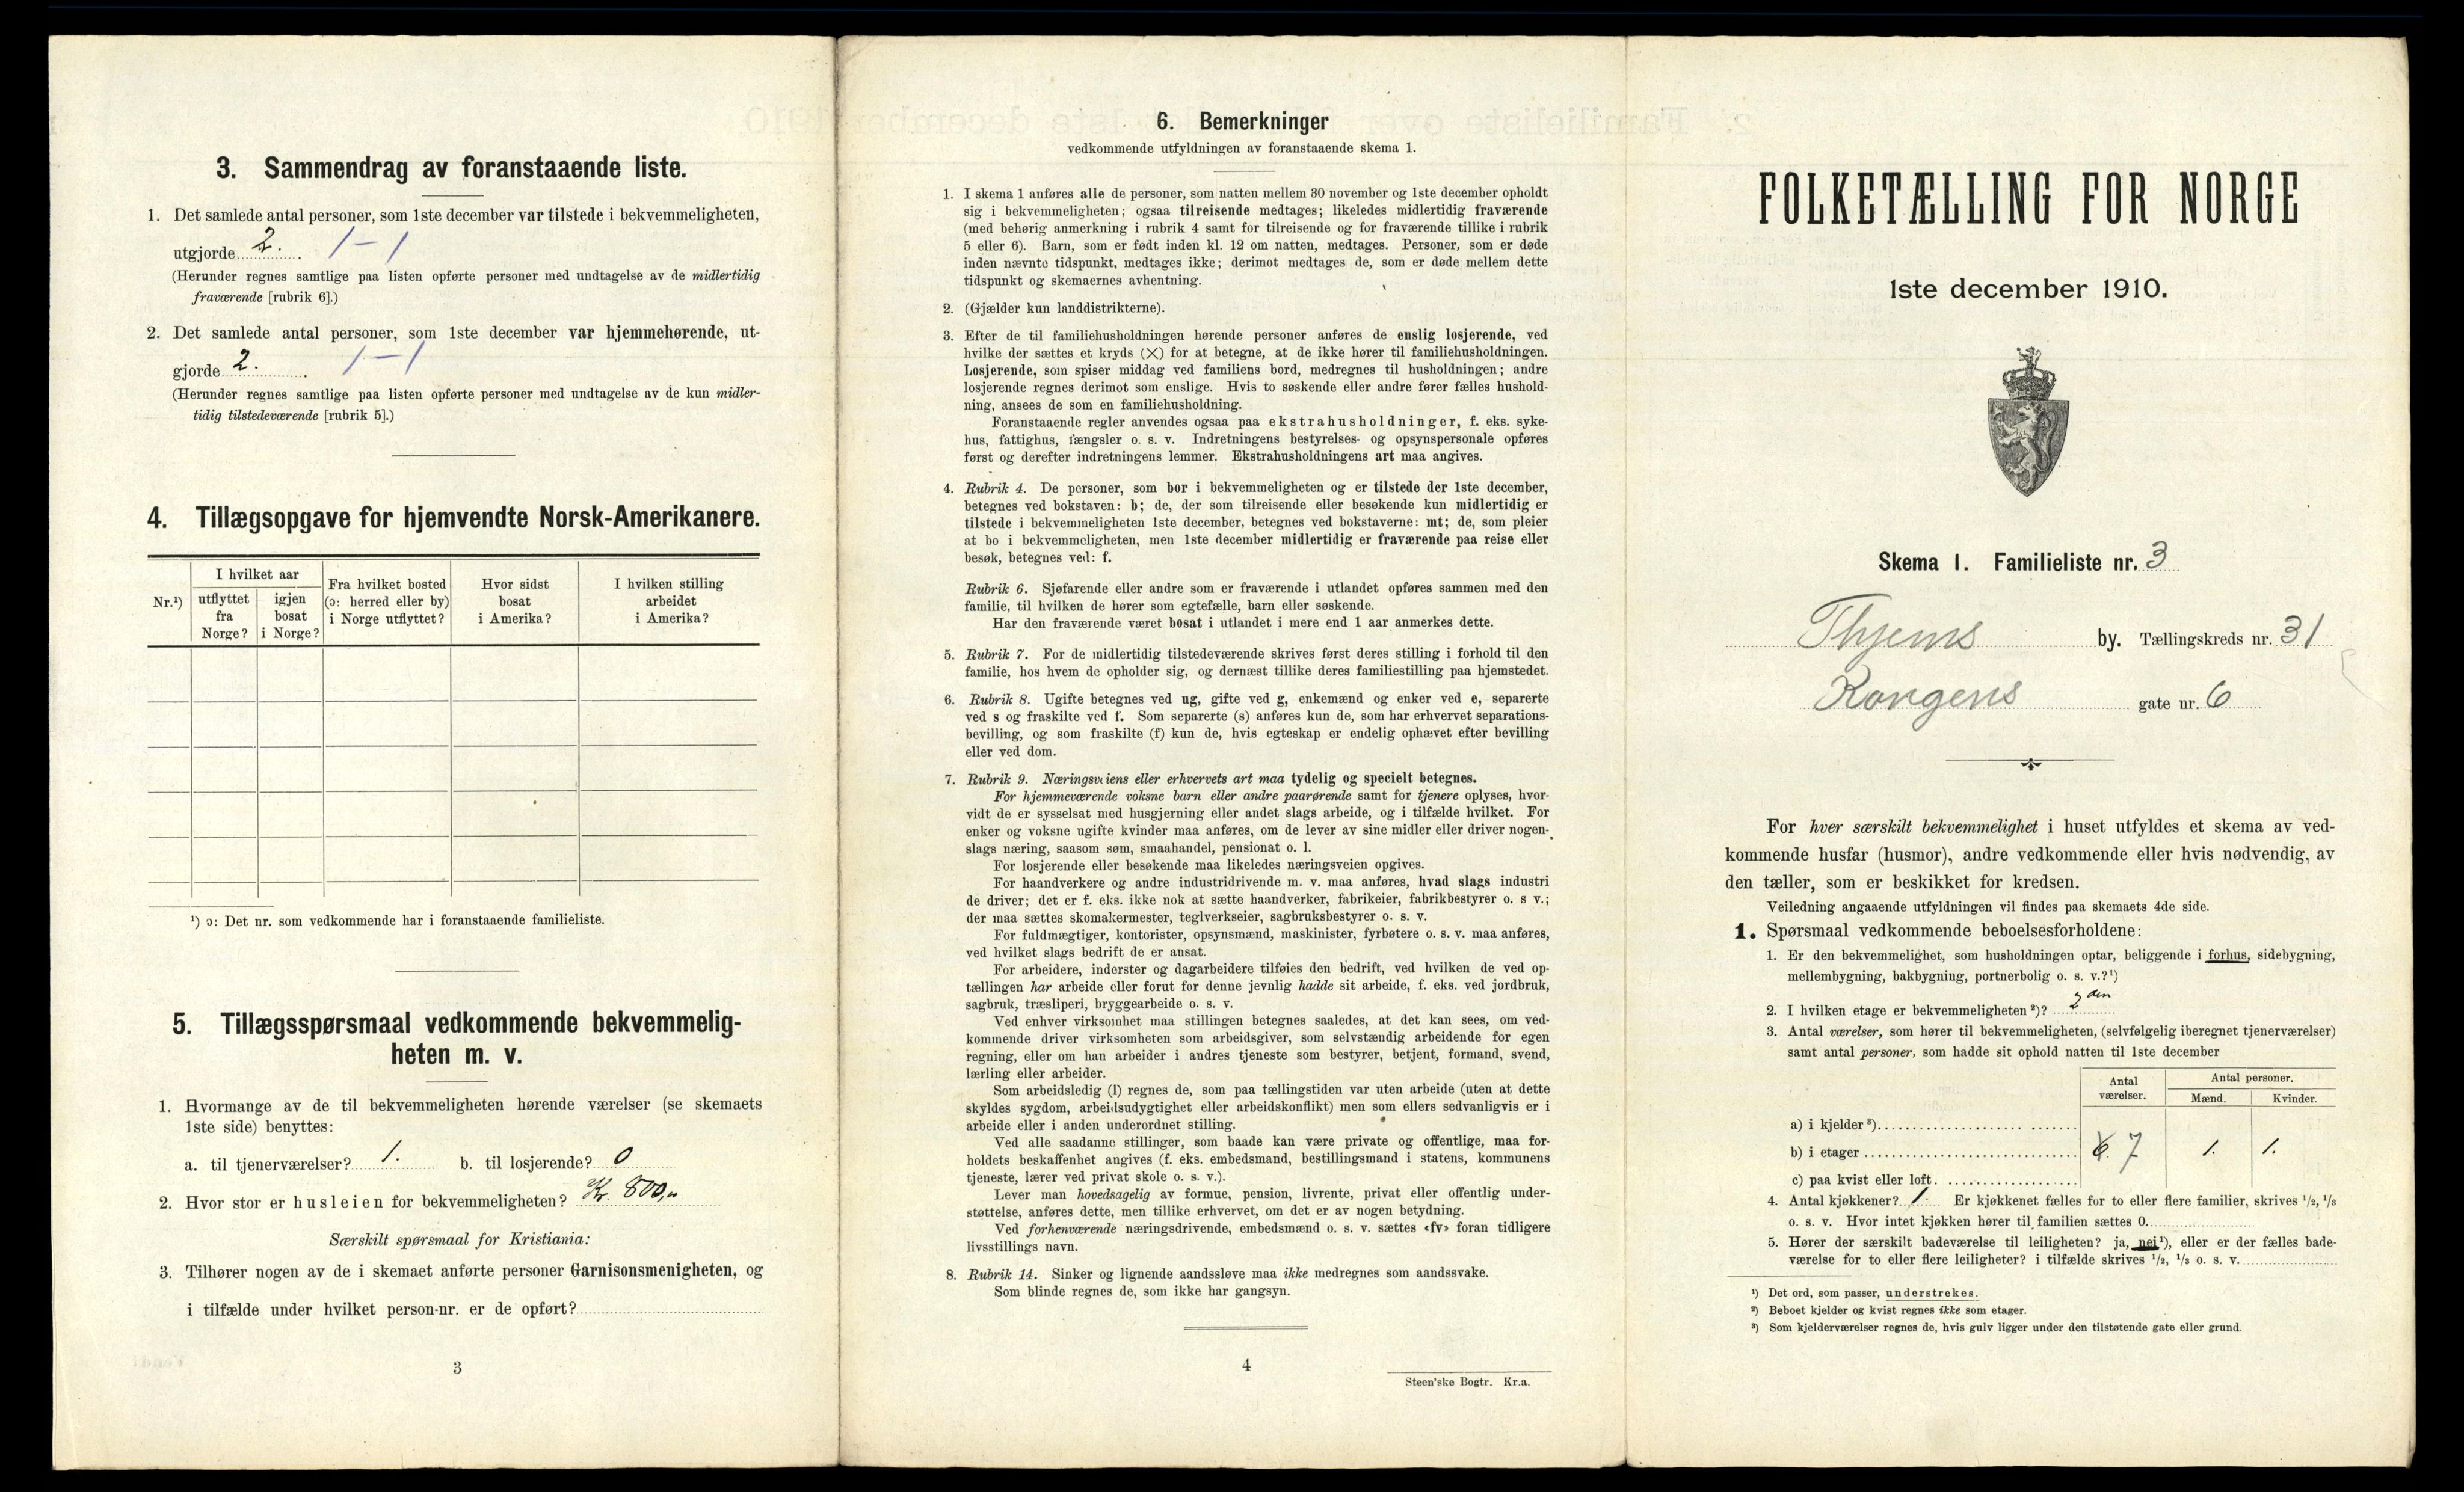 3. Sammendrag av foranstaaende liste.
1. Det samlede antal personer, som 1ste december var tilstede i bekvemmeligheten,
utgjorde 2. 1–1
(Herunder regnes samtlige paa listen opførte personer med undtagelse av de midlertidig
fraværende [rubrik 6].)
2. Det samlede antal personer, som 1ste december var hjemmehørende, ut-
gjorde 2. 1–1
(Herunder regnes samtlige paa listen opførte personer med undtagelse av de kun midler-
tidig tilstedeværende [rubrik 5].)
4. Tillægsopgave for hjemvendte Norsk-Amerikanere.
Nr.¹)
I hvilket aar
utflyttet
fra
Norge?
igjen
bosat
i Norge?
Fra hvilket bosted
(ɔ: herred eller by)
i Norge utflyttet?
Hvor sidst
bosat
i Amerika?
I hvilken stilling
arbeidet
i Amerika?
¹) ɔ: Det nr. som vedkommende har i foranstaaende familieliste.
5. Tillægsspørsmaal vedkommende bekvemmelig-
heten m. v.
1. Hvormange av de til bekvemmeligheten hørende værelser (se skemaets
1ste side) benyttes:
a. til tjenerværelser? 1. b. til losjerende? 0
2. Hvor stor er husleien for bekvemmeligheten? Kr. 800,"
Særskilt spørsmaal for Kristiania:
3. Tilhører nogen av de i skemaet anførte personer Garnisonsmenigheten, og
i tilfælde under hvilket person-nr. er de opført?
3
6. Bemerkninger
vedkommende utfyldningen av foranstaaende skema 1.
1. I skema 1 anføres alle de personer, som natten mellem 30 november og 1ste december opholdt
sig i bekvemmeligheten; ogsaa tilreisende medtages; likeledes midlertidig fraværende
(med behørig anmerkning i rubrik 4 samt for tilreisende og for fraværende tillike i rubrik
5 eller 6). Barn, som er født inden kl. 12 om natten, medtages. Personer, som er døde
inden nævnte tidspunkt, medtages ikke; derimot medtages de, som er døde mellem dette
tidspunkt og skemaernes avhentning.
2. (Gjælder kun landdistrikterne).
3. Efter de til familiehusholdningen hørende personer anføres de enslig losjerende, ved
hvilke der sættes et kryds (×) for at betegne, at de ikke hører til familiehusholdningen.
Losjerende, som spiser middag ved familiens bord, medregnes til husholdningen; andre
losjerende regnes derimot som enslige. Hvis to søskende eller andre fører fælles hushold-
ning, ansees de som en familiehusholdning.
Foranstaaende regler anvendes ogsaa paa ekstrahusholdninger, f. eks. syke-
hus, fattighus, fængsler o. s. v. Indretningens bestyrelses- og opsynspersonale opføres
først og derefter indretningens lemmer. Ekstrahusholdningens art maa angives.
4. Rubrik 4. De personer, som bor i bekvemmeligheten og er tilstede der 1ste december,
betegnes ved bokstaven: b; de, der som tilreisende eller besøkende kun midlertidig er
tilstede i bekvemmeligheten 1ste december, betegnes ved bokstaverne: mt; de, som pleier
at bo i bekvemmeligheten, men 1ste december midlertidig er fraværende paa reise eller
besøk, betegnes ved: f.
Rubrik 6. Sjøfarende eller andre som er fraværende i utlandet opføres sammen med den
familie, til hvilken de hører som egtefælle, barn eller søskende.
Har den fraværende været bosat i utlandet i mere end 1 aar anmerkes dette.
5. Rubrik 7. For de midlertidig tilstedeværende skrives først deres stilling i forhold til den
familie, hos hvem de opholder sig, og dernæst tillike deres familiestilling paa hjemstedet.
6. Rubrik 8. Ugifte betegnes ved ug, gifte ved g, enkemænd og enker ved e, separerte
ved s og fraskilte ved f. Som separerte (s) anføres kun de, som har erhvervet separations-
bevilling, og som fraskilte (f) kun de, hvis egteskap er endelig ophævet efter bevilling
eller ved dom.
7. Rubrik 9. Næringsveiens eller erhvervets art maa tydelig og specielt betegnes.
For hjemmeværende voksne barn eller andre paarørende samt for tjenere oplyses, hvor-
vidt de er sysselsat med husgjerning eller andet slags arbeide, og i tilfælde hvilket. For
enker og voksne ugifte kvinder maa anføres, om de lever av sine midler eller driver nogen-
slags næring, saasom søm, smaahandel, pensionat o. l.
For losjerende eller besøkende maa likeledes næringsveien opgives.
For haandverkere og andre industridrivende m. v. maa anføres, hvad slags industri
de driver; det er f. eks. ikke nok at sætte haandverker, fabrikeier, fabrikbestyrer o. s v.;
der maa sættes skomakermester, teglverkseier, sagbruksbestyrer o. s. v.
For fuldmægtiger, kontorister, opsynsmænd, maskinister, fyrbøtere o. s. v. maa anføres,
ved hvilket slags bedrift de er ansat.
For arbeidere, inderster og dagarbeidere tilføies den bedrift, ved hvilken de ved op-
tællingen har arbeide eller forut for denne jevnlig hadde sit arbeide, f. eks. ved jordbruk,
sagbruk, træsliperi, bryggearbeide o. s. v.
Ved enhver virksomhet maa stillingen betegnes saaledes, at det kan sees, om ved-
kommende driver virksomheten som arbeidsgiver, som selvstændig arbeidende for egen
regning, eller om han arbeider i andres tjeneste som bestyrer, betjent, formand, svend,
lærling eller arbeider.
Som arbeidsledig (l) regnes de, som paa tællingstiden var uten arbeide (uten at dette
skyldes sygdom, arbeidsudygtighet eller arbeidskonflikt) men som ellers sedvanligvis er i
arbeide eller i anden underordnet stilling.
Ved alle saadanne stillinger, som baade kan være private og offentlige, maa for-
holdets beskaffenhet angives (f. eks. embedsmand, bestillingsmand i statens, kommunens
tjeneste, lærer ved privat skole o. s. v.).
Lever man hovedsagelig av formue, pension, livrente, privat eller offentlig under-
støttelse, anføres dette, men tillike erhvervet, om det er av nogen betydning.
Ved forhenværende næringsdrivende, embedsmænd o. s. v. sættes «fv» foran tidligere
livsstillings navn.
8. Rubrik 14. Sinker og lignende aandssløve maa ikke medregnes som aandssvake.
Som blinde regnes de, som ikke har gangsyn.
4
Steen'ske Bogtr. Kr.a.
FOLKETÆLLING FOR NORGE
1ste december 1910.
Skema 1. Familieliste nr. 3
Thjems by. Tællingskreds nr. 31
Kongens gate nr. 6
For hver særskilt bekvemmelighet i huset utfyldes et skema av ved-
kommende husfar (husmor), andre vedkommende eller hvis nødvendig, av
den tæller, som er beskikket for kredsen.
Veiledning angaaende utfyldningen vil findes paa skemaets 4de side.
1. Spørsmaal vedkommende beboelsesforholdene:
1. Er den bekvemmelighet, som husholdningen optar, beliggende i forhus, sidebygning,
mellembygning, bakbygning, portnerbolig o. s. v.?¹)
2. I hvilken etage er bekvemmeligheten²)? 2 den
3. Antal værelser, som hører til bekvemmeligheten, (selvfølgelig iberegnet tjenerværelser)
samt antal personer, som hadde sit ophold natten til 1ste december
Antal
værelser.
Antal personer.
Mænd.
Kvinder.
a) i kjelder³)
b) i etager 6. 7 1. 1.
c) paa kvist eller loft
4. Antal kjøkkener? 1. Er kjøkkenet fælles for to eller flere familier, skrives ¹/₂, ¹/₃
o. s. v. Hvor intet kjøkken hører til familien sættes 0.
5. Hører der særskilt badeværelse til leiligheten? ja, nei¹), eller er der fælles bade-
værelse for to eller flere leiligheter? i tilfælde skrives ¹/₂, ¹/₃ o. s. v.
¹) Det ord, som passer, understrekes.
²) Beboet kjelder og kvist regnes ikke som etager.
³) Som kjelderværelser regnes de, hvis gulv ligger under den tilstøtende gate eller grund.